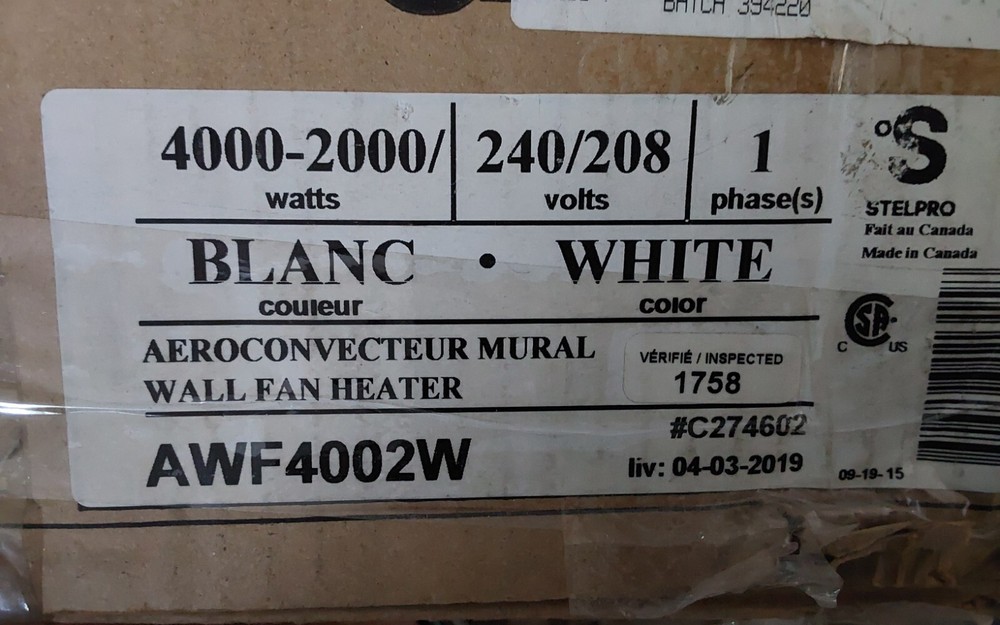 BATCH 394220
4000-2000/ 240/208 1
watts volts phase(s)
°S
STELPRO
Fait au Canada
Made in Canada
BLANC • WHITE
couleur color
AEROCONVECTEUR MURAL
WALL FAN HEATER
VÉRIFIÉ / INSPECTED
1758
C US
#C274602
AWF4002W
liv: 04-03-2019
09-19-15